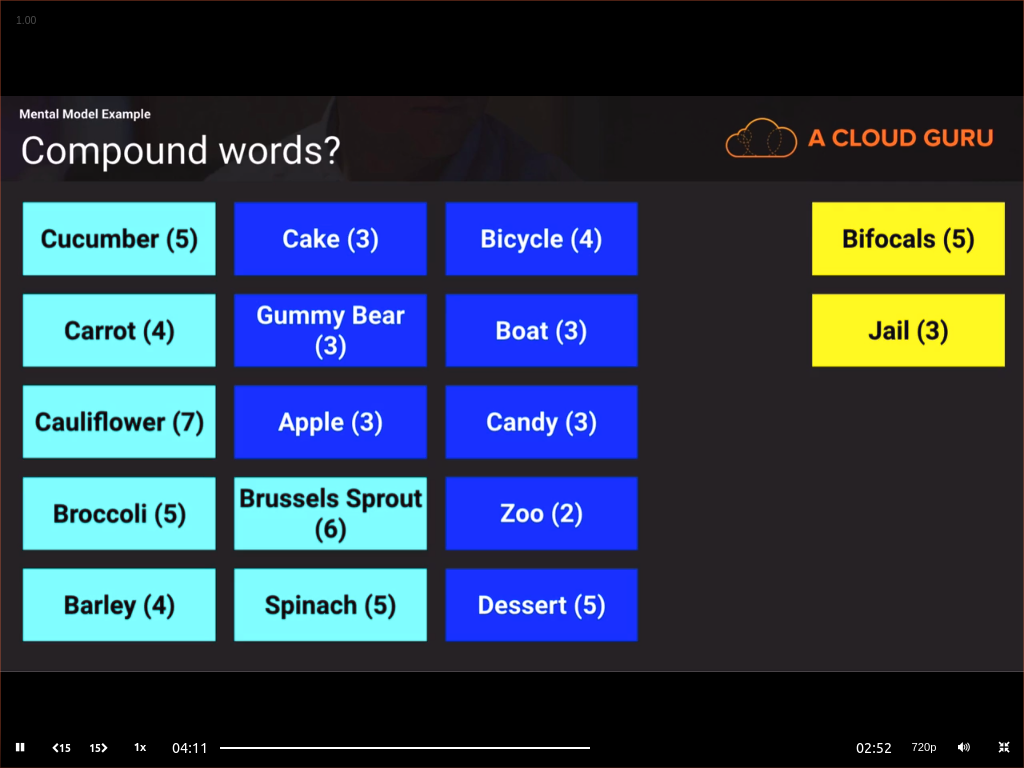 1.00
Mental Model Example
Compound words?
A CLOUD GURU
Cucumber (5)
Cake (3)
Bicycle (4)
Bifocals (5)
Carrot (4)
Gummy Bear
(3)
Boat (3)
Jail (3)
Cauliflower (7)
Apple (3)
Candy (3)
Broccoli (5)
Brussels Sprout
(6)
Zoo (2)
Barley (4)
Spinach (5)
Dessert (5)
15
15
1x
04:11
02:52
720p